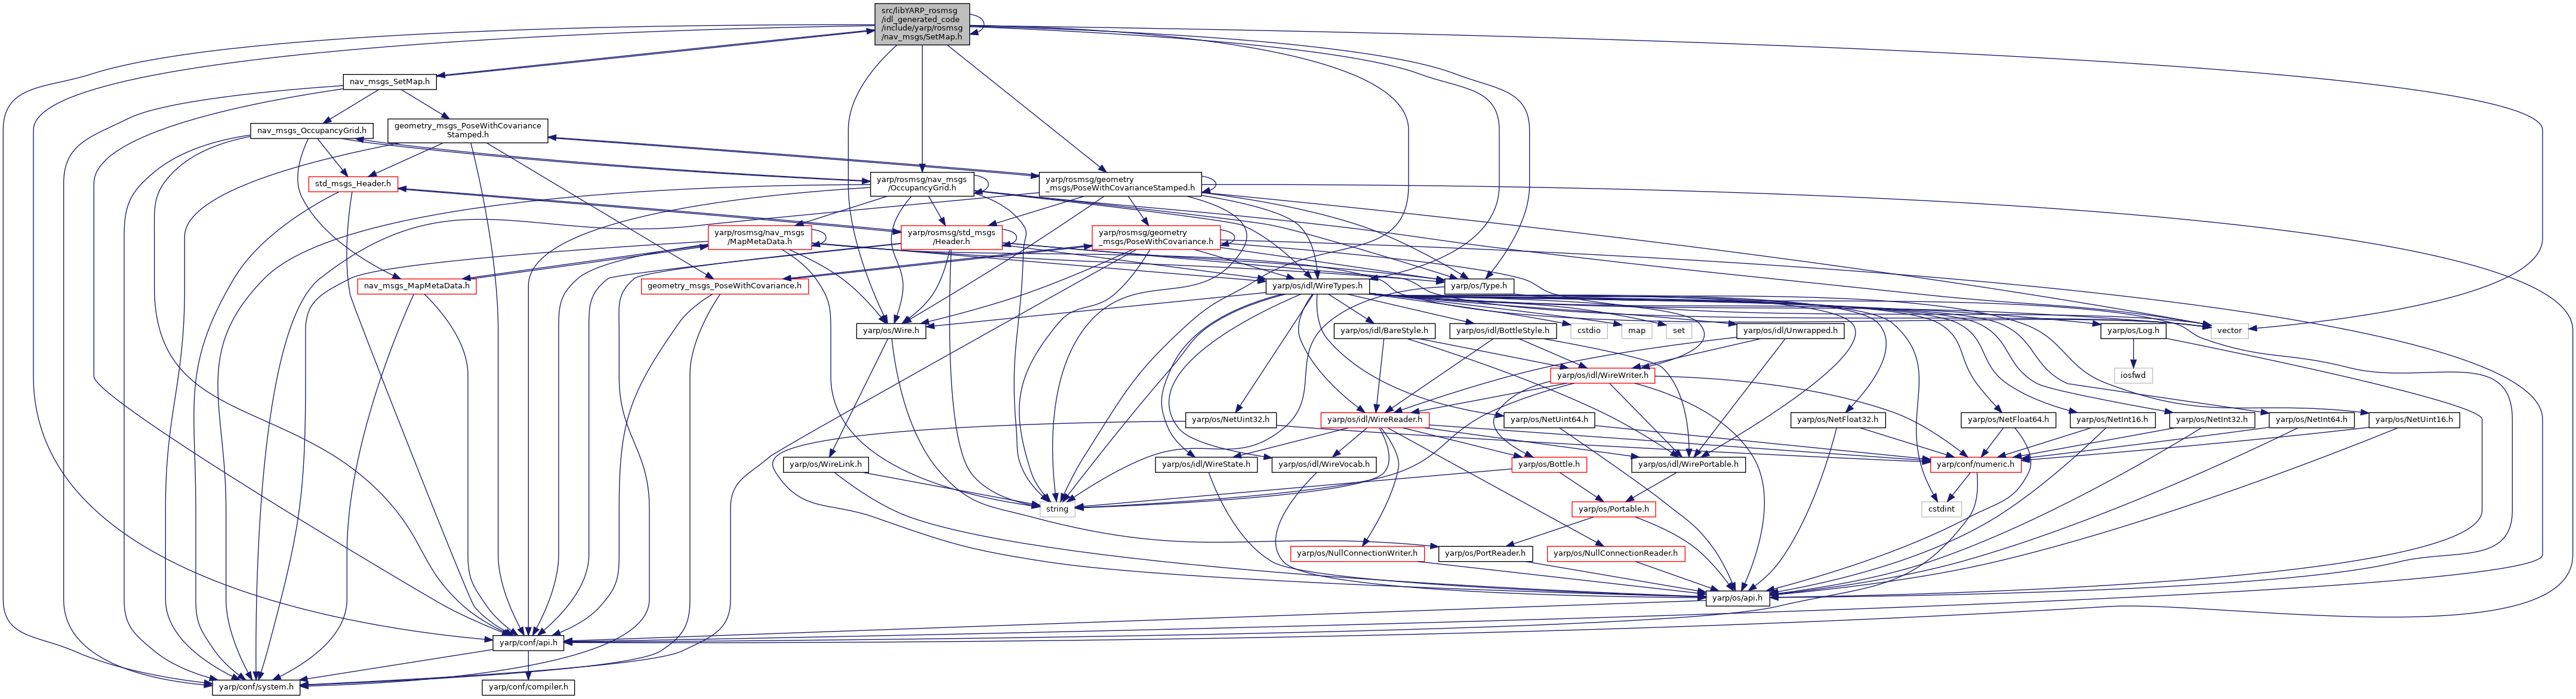 src/libYARP_rosmsg
/idl_generated_code
/include/yarp/rosmsg
/nav_msgs/SetMap.h
nav_msgs_SetMap.h
nav_msgs_OccupancyGrid.h
geometry_msgs_PoseWithCovariance
Stamped.h
std_msgs_Header.h
yarp/rosmsg/nav_msgs
/OccupancyGrid.h
yarp/rosmsg/geometry
_msgs/PoseWithCovarianceStamped.h
yarp/rosmsg/nav_msgs
/MapMetaData.h
yarp/rosmsg/std_msgs
/Header.h
yarp/rosmsg/geometry
_msgs/PoseWithCovariance.h
nav_msgs_MapMetaData.h
geometry_msgs_PoseWithCovariance.h
yarp/os/idl/WireTypes.h
yarp/os/Type.h
yarp/os/Wire.h
yarp/os/idl/BareStyle.h
yarp/os/idl/BottleStyle.h
cstdio
map
set
yarp/os/idl/Unwrapped.h
yarp/os/Log.h
vector
yarp/os/idl/WireWriter.h
iosfwd
yarp/os/NetUint32.h
yarp/os/idl/WireReader.h
yarp/os/NetUint64.h
yarp/os/NetFloat32.h
yarp/os/NetFloat64.h
yarp/os/NetInt16.h
yarp/os/NetInt32.h
yarp/os/NetInt64.h
yarp/os/NetUint16.h
yarp/os/WireLink.h
yarp/os/idl/WireState.h
yarp/os/idl/WireVocab.h
yarp/os/Bottle.h
yarp/os/idl/WirePortable.h
yarp/conf/numeric.h
string
yarp/os/Portable.h
cstdint
yarp/os/NullConnectionWriter.h
yarp/os/PortReader.h
yarp/os/NullConnectionReader.h
yarp/os/api.h
yarp/conf/api.h
yarp/conf/system.h
yarp/conf/compiler.h